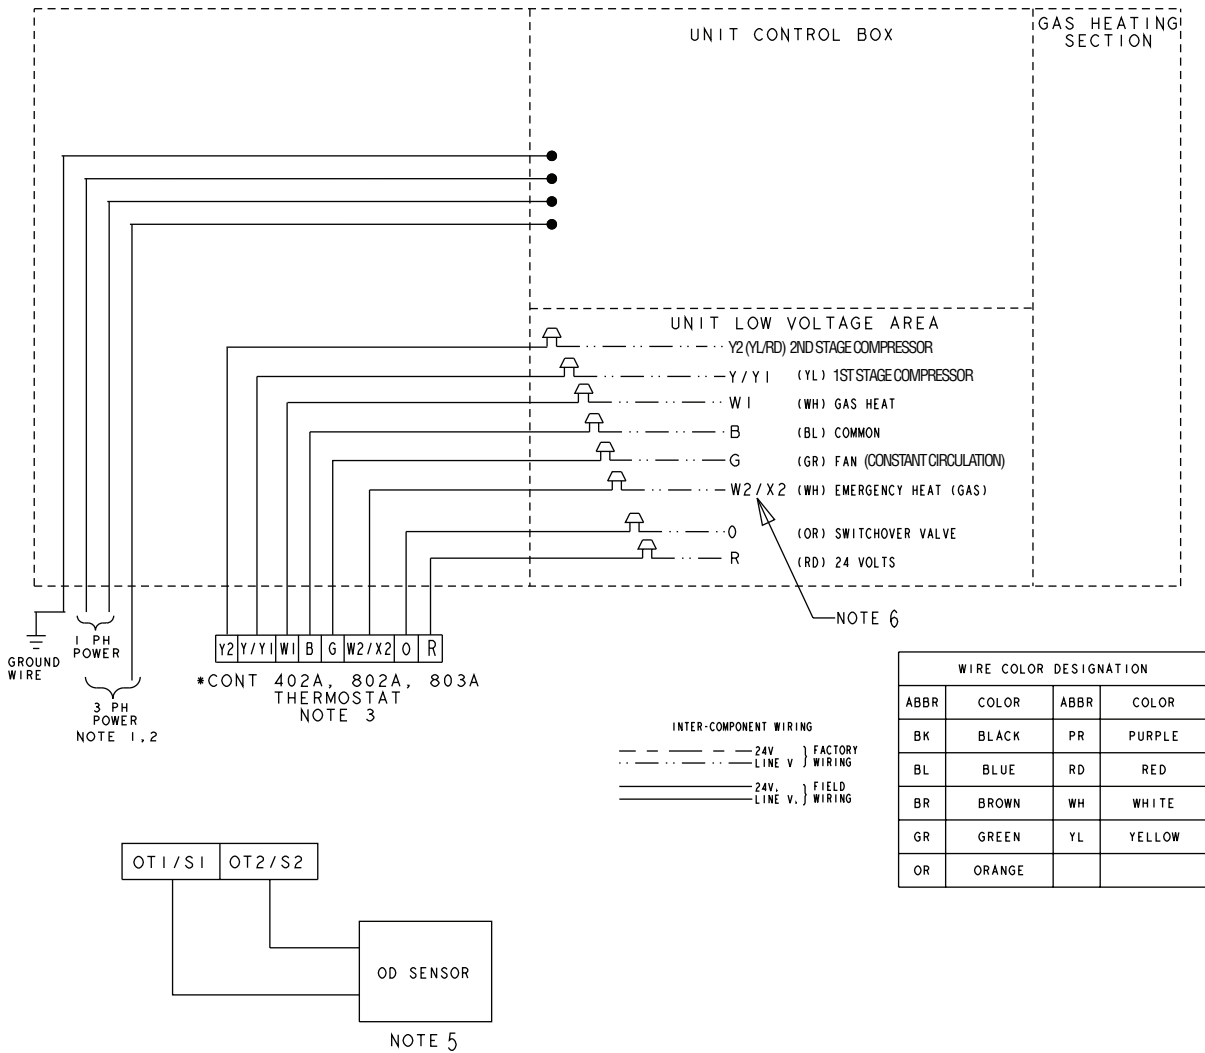 UNIT CONTROL BOX
GAS HEATING
SECTION
UNIT LOW VOLTAGE AREA
Y2 (YL/RD) 2ND STAGE COMPRESSOR
Y/Y1 (YL) 1ST STAGE COMPRESSOR
W1 (WH) GAS HEAT
B (BL) COMMON
G (GR) FAN (CONSTANT CIRCULATION)
W2/X2 (WH) EMERGENCY HEAT (GAS)
O (OR) SWITCHOVER VALVE
R (RD) 24 VOLTS
NOTE 6
GROUND
WIRE
1 PH
POWER
3 PH
POWER
NOTE 1,2
Y2 Y/Y1 W1 B G W2/X2 O R
*CONT 402A, 802A, 803A
THERMOSTAT
NOTE 3
INTER-COMPONENT WIRING
24V } FACTORY
LINE V } WIRING
24V. } FIELD
LINE V. } WIRING
WIRE COLOR DESIGNATION
ABBR COLOR ABBR COLOR
BK BLACK PR PURPLE
BL BLUE RD RED
BR BROWN WH WHITE
GR GREEN YL YELLOW
OR ORANGE
OT1/S1 OT2/S2
OD SENSOR
NOTE 5